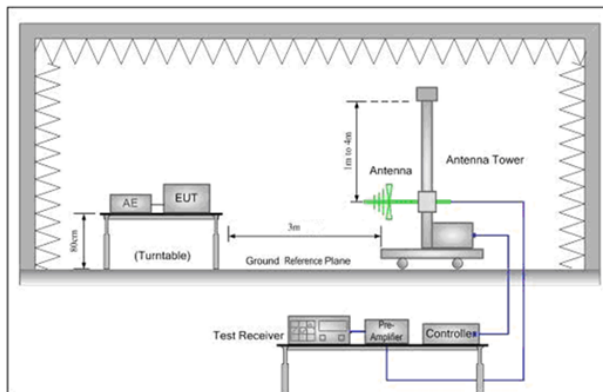 1m to 4m
Antenna
Antenna Tower
AE
EUT
80cm
(Turntable)
3m
Ground Reference Plane
Test Receiver
Pre-
Amplifier
Controller